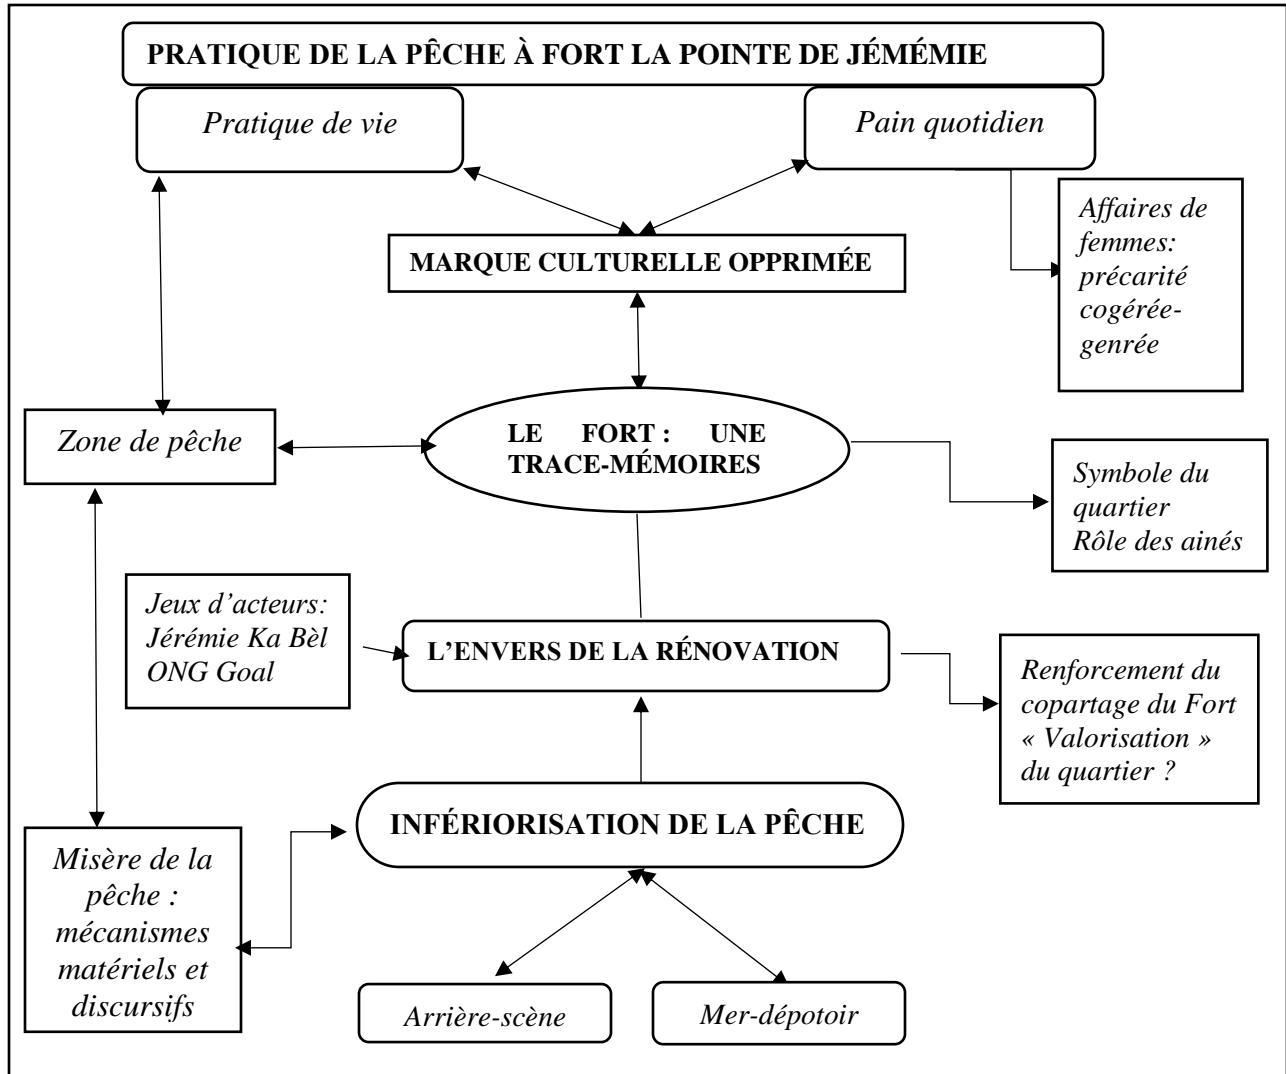 PRATIQUE DE LA PÊCHE À FORT LA POINTE DE JÉMÉMIE
Pratique de vie
Pain quotidien
Affaires de
femmes:
précarité
cogérée-
genrée
MARQUE CULTURELLE OPPRIMÉE
Zone de pêche
LE FORT : UNE
TRACE-MÉMOIRES
Symbole du
quartier
Rôle des ainés
Jeux d’acteurs:
Jérémie Ka Bèl
ONG Goal
L’ENVERS DE LA RÉNOVATION
Renforcement du
copartage du Fort
« Valorisation »
du quartier ?
INFÉRIORISATION DE LA PÊCHE
Misère de la
pêche :
mécanismes
matériels et
discursifs
Arrière-scène
Mer-dépotoir